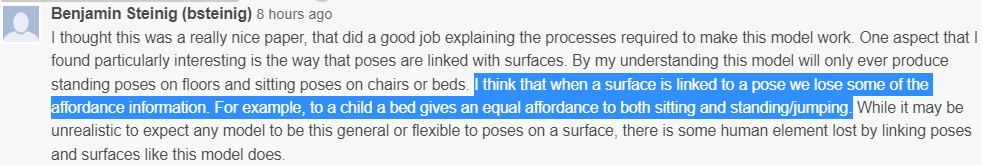 Benjamin Steinig (bsteinig) 8 hours ago
I thought this was a really nice paper, that did a good job explaining the processes required to make this model work. One aspect that I
found particularly interesting is the way that poses are linked with surfaces. By my understanding this model will only ever produce
standing poses on floors and sitting poses on chairs or beds. I think that when a surface is linked to a pose we lose some of the
affordance information. For example, to a child a bed gives an equal affordance to both sitting and standing/jumping. While it may be
unrealistic to expect any model to be this general or flexible to poses on a surface, there is some human element lost by linking poses
and surfaces like this model does.